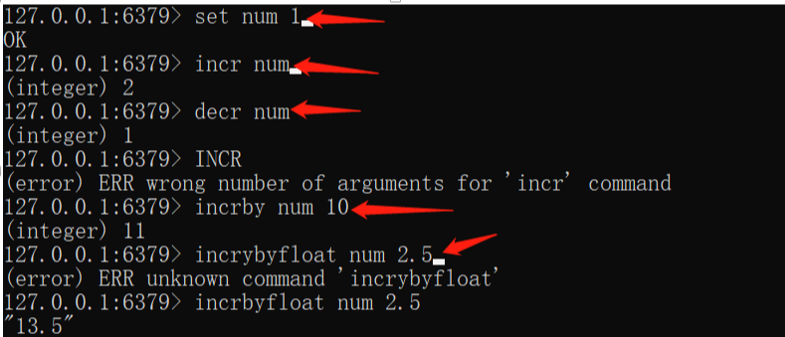 127.0.0.1:6379> set num 1
OK
127.0.0.1:6379> incr num
(integer) 2
127.0.0.1:6379> decr num
(integer) 1
127.0.0.1:6379> INCR
(error) ERR wrong number of arguments for 'incr' command
127.0.0.1:6379> incrby num 10
(integer) 11
127.0.0.1:6379> incrybyfloat num 2.5
(error) ERR unknown command 'incrybyfloat'
127.0.0.1:6379> incrbyfloat num 2.5
"13.5"